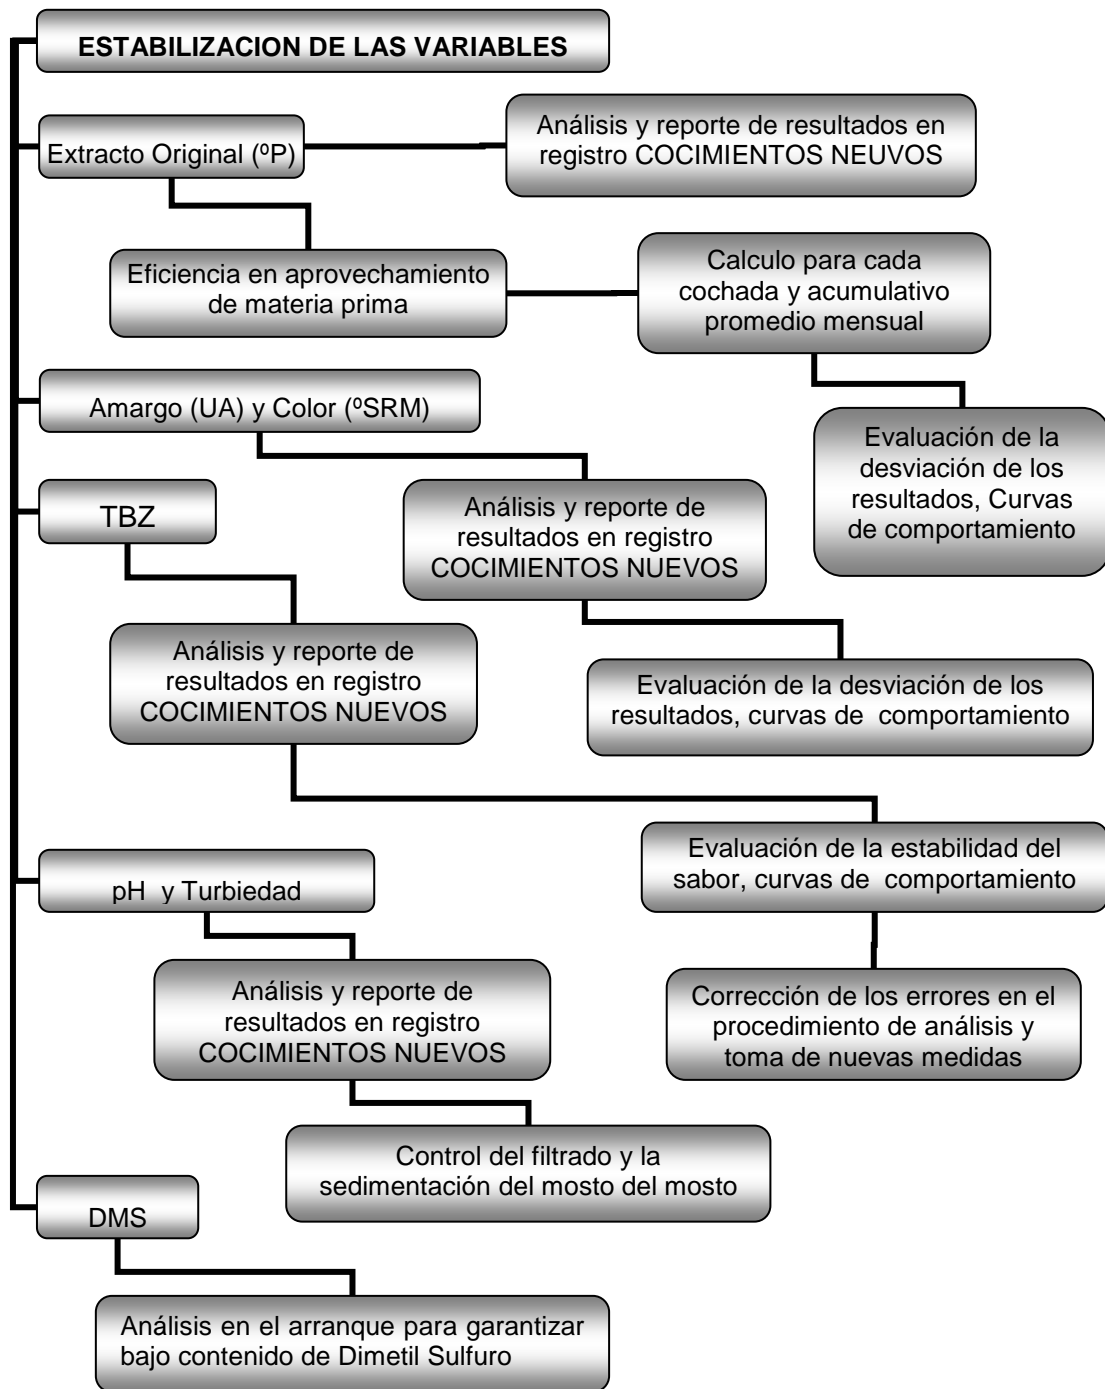 ESTABILIZACION DE LAS VARIABLES
Extracto Original (ºP)
Análisis y reporte de resultados en
registro COCIMIENTOS NEUVOS
Eficiencia en aprovechamiento
de materia prima
Calculo para cada
cochada y acumulativo
promedio mensual
Evaluación de la
desviación de los
resultados, Curvas
de comportamiento
Amargo (UA) y Color (ºSRM)
Análisis y reporte de
resultados en registro
COCIMIENTOS NUEVOS
Evaluación de la desviación de los
resultados, curvas de comportamiento
TBZ
Análisis y reporte de
resultados en registro
COCIMIENTOS NUEVOS
Evaluación de la estabilidad del
sabor, curvas de comportamiento
Corrección de los errores en el
procedimiento de análisis y
toma de nuevas medidas
pH y Turbiedad
Análisis y reporte de
resultados en registro
COCIMIENTOS NUEVOS
Control del filtrado y la
sedimentación del mosto del mosto
DMS
Análisis en el arranque para garantizar
bajo contenido de Dimetil Sulfuro